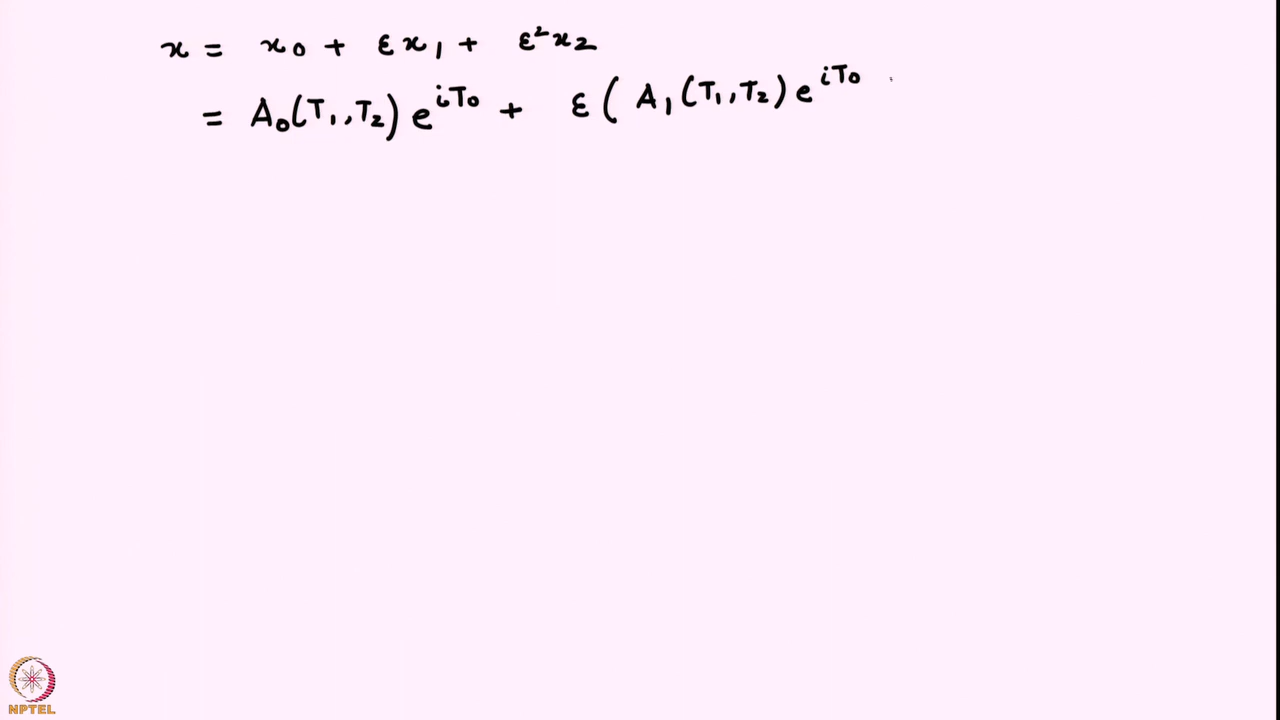 x = x₀ + εx₁ + ε²x₂
= A₀(T₁,T₂) e^{iT₀} + ε( A₁(T₁,T₂) e^{iT₀}
NPTEL